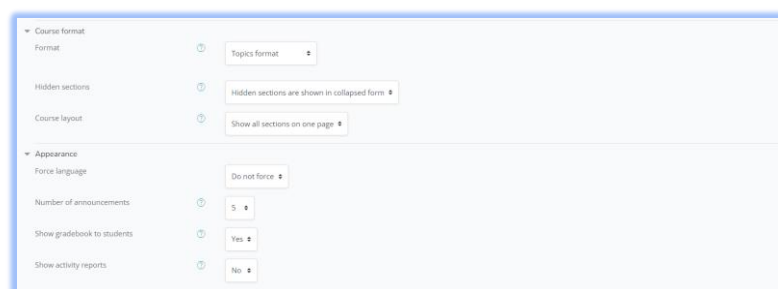 Course format
Format Topics format
Hidden sections Hidden sections are shown in collapsed form
Course layout Show all sections on one page
Appearance
Force language Do not force
Number of announcements 5
Show gradebook to students Yes
Show activity reports No